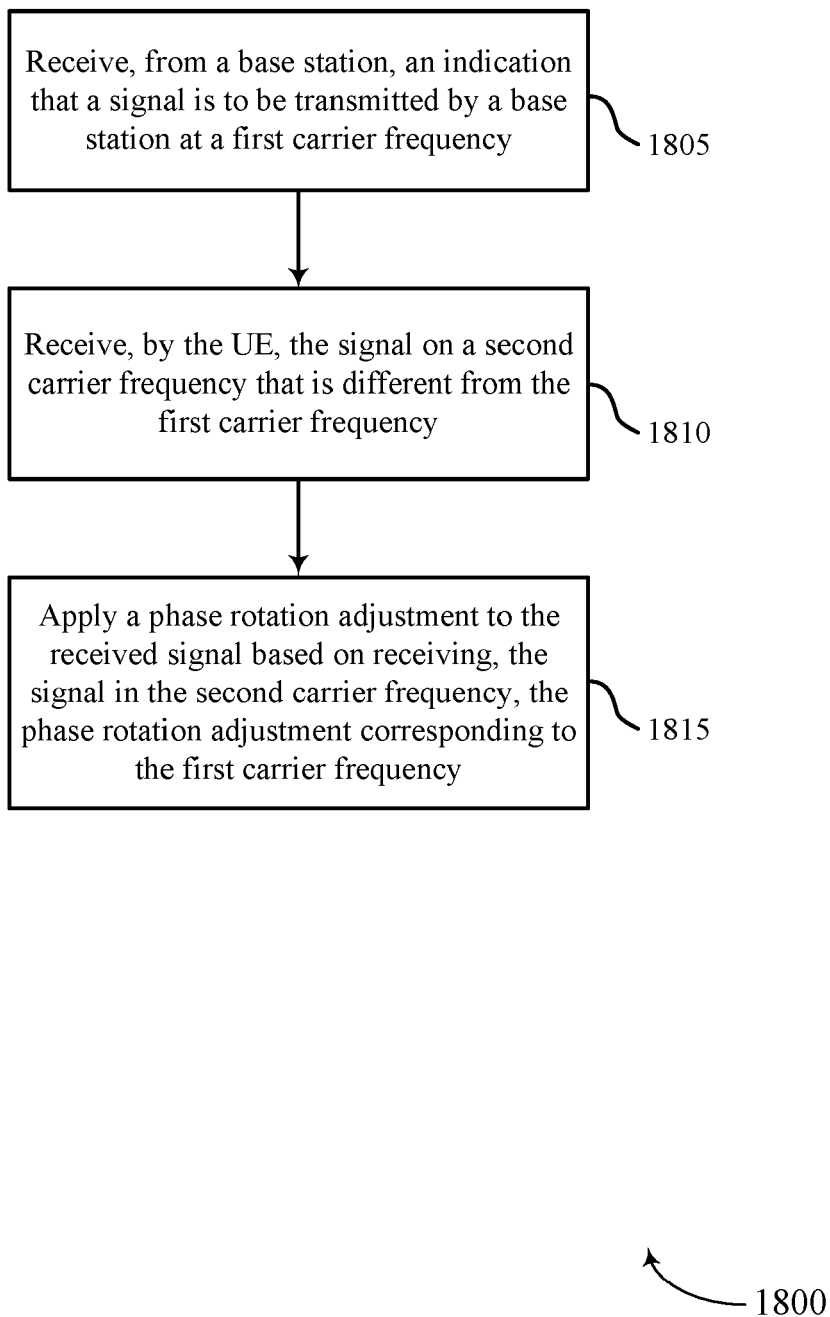 Receive, from a base station, an indication
that a signal is to be transmitted by a base
station at a first carrier frequency
1805
Receive, by the UE, the signal on a second
carrier frequency that is different from the
first carrier frequency
1810
Apply a phase rotation adjustment to the
received signal based on receiving, the
signal in the second carrier frequency, the
phase rotation adjustment corresponding to
the first carrier frequency
1815
1800